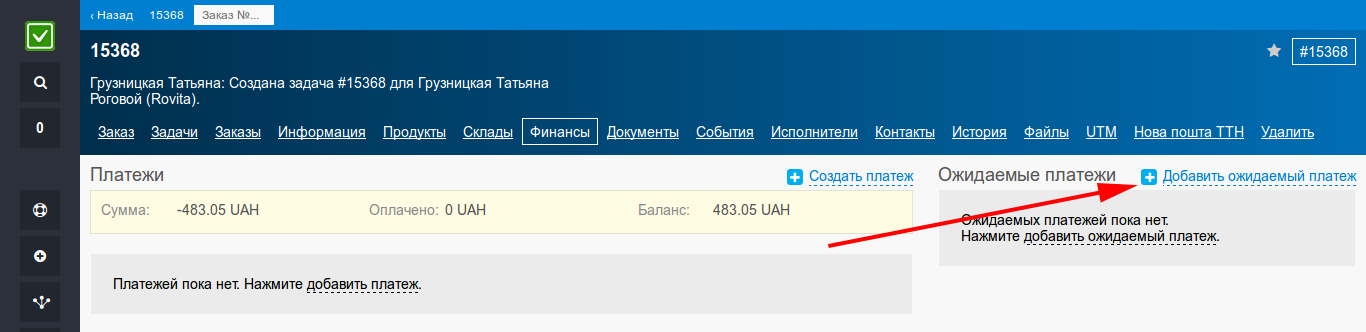 ‹ Назад 15368 Заказ №...
15368
#15368
Грузницкая Татьяна: Создана задача #15368 для Грузницкая Татьяна
Роговой (Rovita).
0
Заказ Задачи Заказы Информация Продукты Склады Финансы Документы События Исполнители Контакты История Файлы UTM Нова пошта ТТН Удалить
Платежи
Создать платеж
Сумма: -483.05 UAH Оплачено: 0 UAH Баланс: 483.05 UAH
Платежей пока нет. Нажмите добавить платеж.
Ожидаемые платежи
Добавить ожидаемый платеж
Ожидаемых платежей пока нет.
Нажмите добавить ожидаемый платеж.